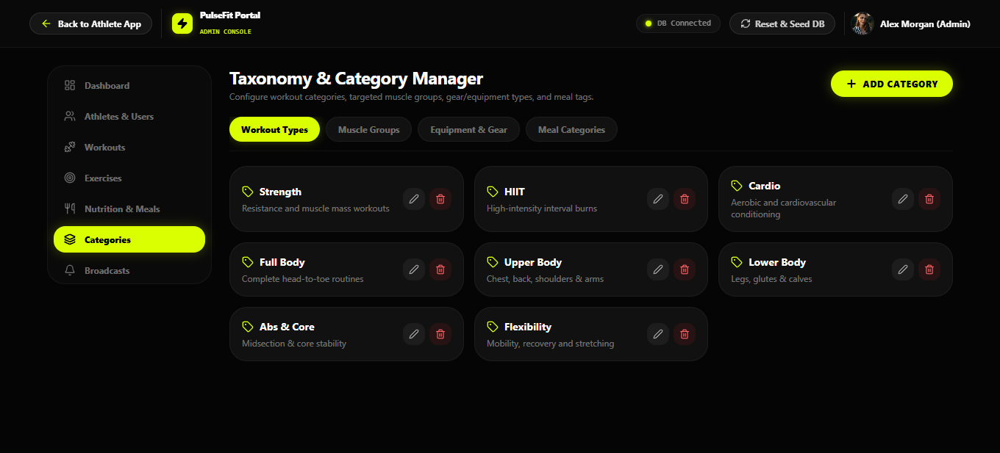 Back to Athlete App
PulseFit Portal
ADMIN CONSOLE
DB Connected
Reset & Seed DB
Alex Morgan (Admin)
Dashboard
Athletes & Users
Workouts
Exercises
Nutrition & Meals
Categories
Broadcasts
Taxonomy & Category Manager
Configure workout categories, targeted muscle groups, gear/equipment types, and meal tags.
+ ADD CATEGORY
Workout Types
Muscle Groups
Equipment & Gear
Meal Categories
Strength
Resistance and muscle mass workouts
HIIT
High-intensity interval burns
Cardio
Aerobic and cardiovascular
conditioning
Full Body
Complete head-to-toe routines
Upper Body
Chest, back, shoulders & arms
Lower Body
Legs, glutes & calves
Abs & Core
Midsection & core stability
Flexibility
Mobility, recovery and stretching